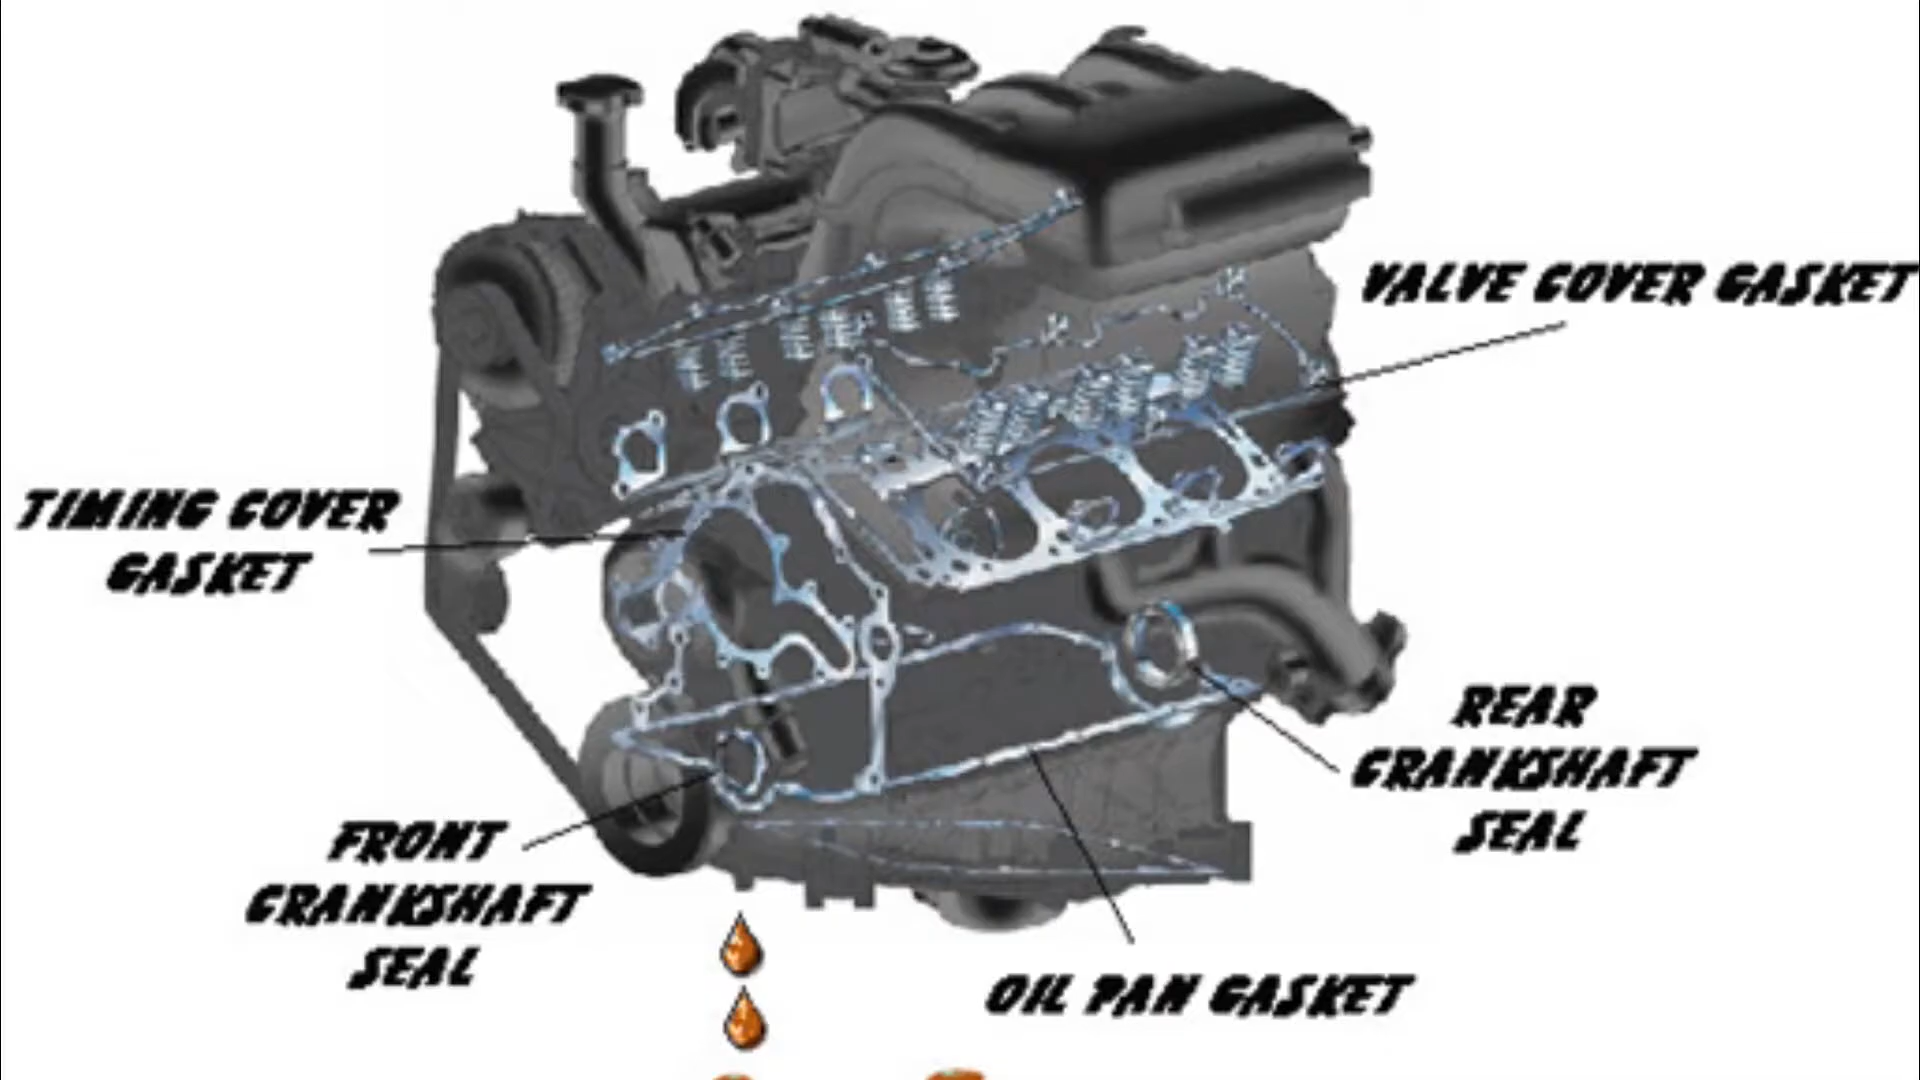 VALVE COVER GASKET
TIMING COVER
GASKET
REAR
CRANKSHAFT
SEAL
FRONT
CRANKSHAFT
SEAL
OIL PAN GASKET